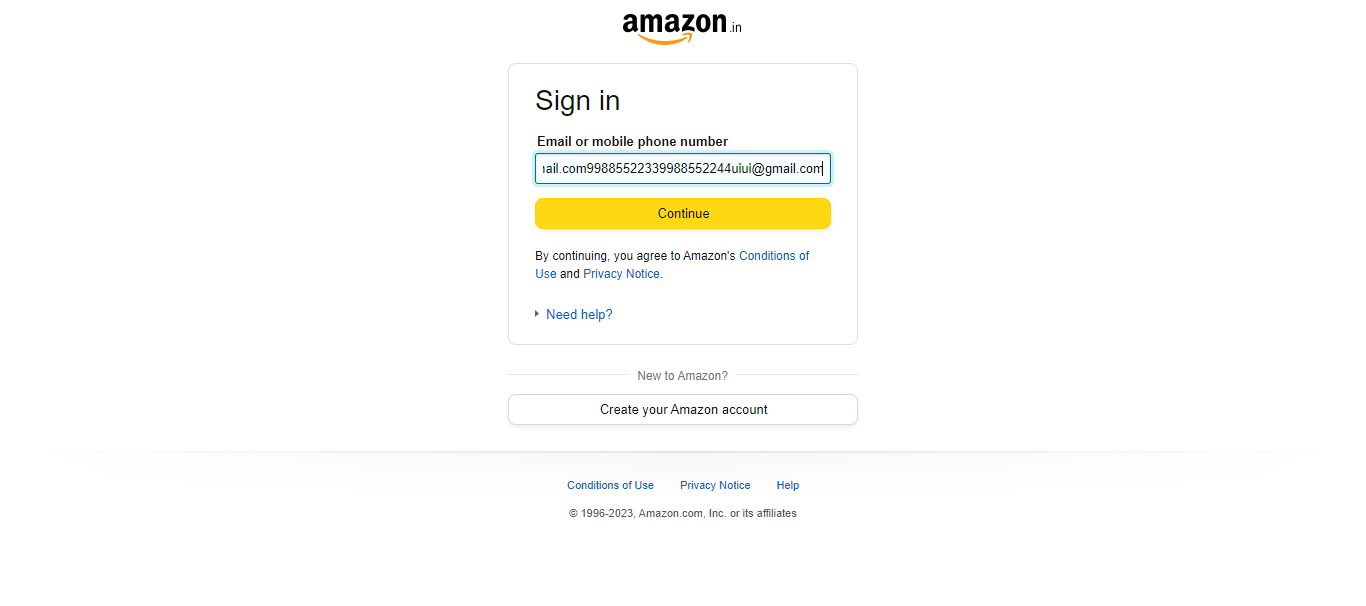 amazon.in
Sign in
Email or mobile phone number
ail.com99885522339988552244uiui@gmail.com
Continue
By continuing, you agree to Amazon's Conditions of
Use and Privacy Notice.
Need help?
New to Amazon?
Create your Amazon account
Conditions of Use Privacy Notice Help
© 1996-2023, Amazon.com, Inc. or its affiliates